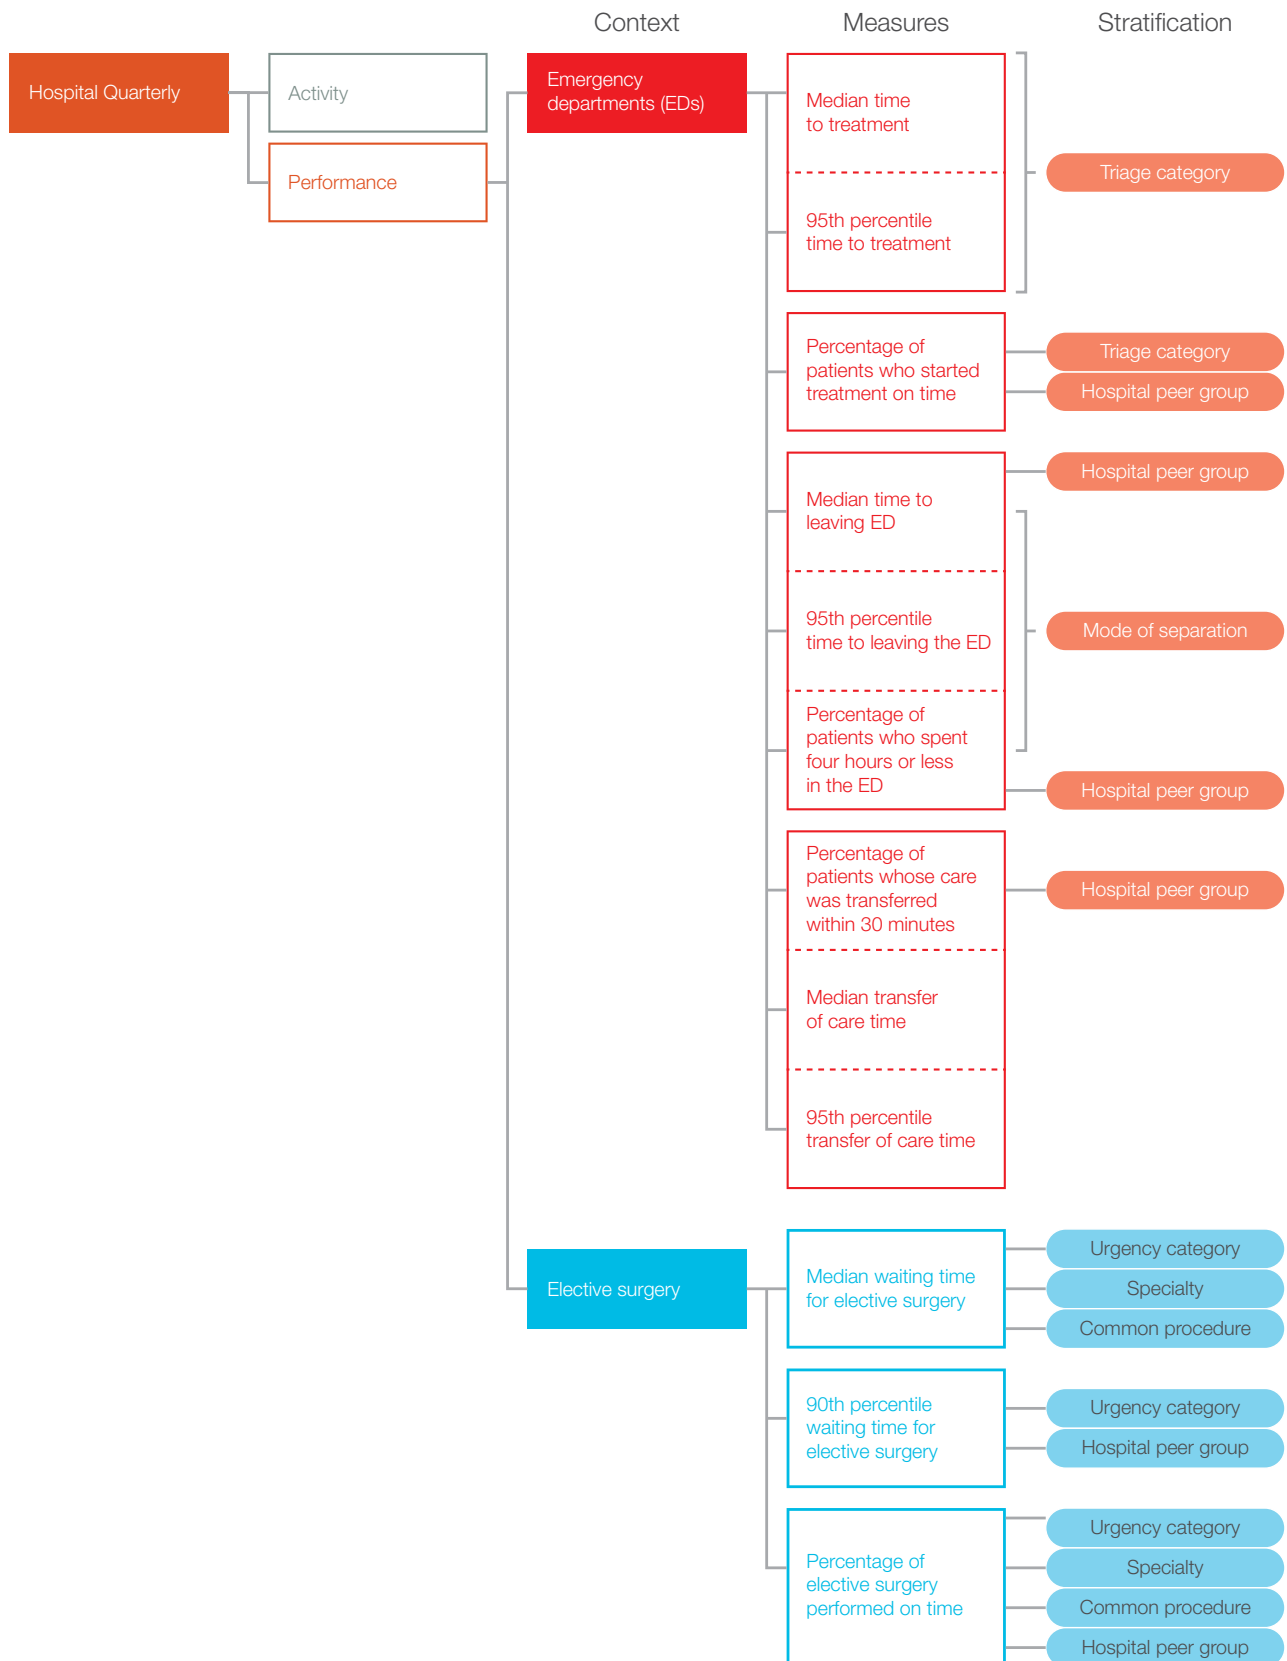 Context
Measures
Stratification
Hospital Quarterly
Activity
Performance
Emergency
departments (EDs)
Median time
to treatment
95th percentile
time to treatment
Triage category
Percentage of
patients who started
treatment on time
Triage category
Hospital peer group
Median time to
leaving ED
95th percentile
time to leaving the ED
Percentage of
patients who spent
four hours or less
in the ED
Hospital peer group
Mode of separation
Hospital peer group
Percentage of
patients whose care
was transferred
within 30 minutes
Hospital peer group
Median transfer
of care time
95th percentile
transfer of care time
Elective surgery
Median waiting time
for elective surgery
Urgency category
Specialty
Common procedure
90th percentile
waiting time for
elective surgery
Urgency category
Hospital peer group
Percentage of
elective surgery
performed on time
Urgency category
Specialty
Common procedure
Hospital peer group